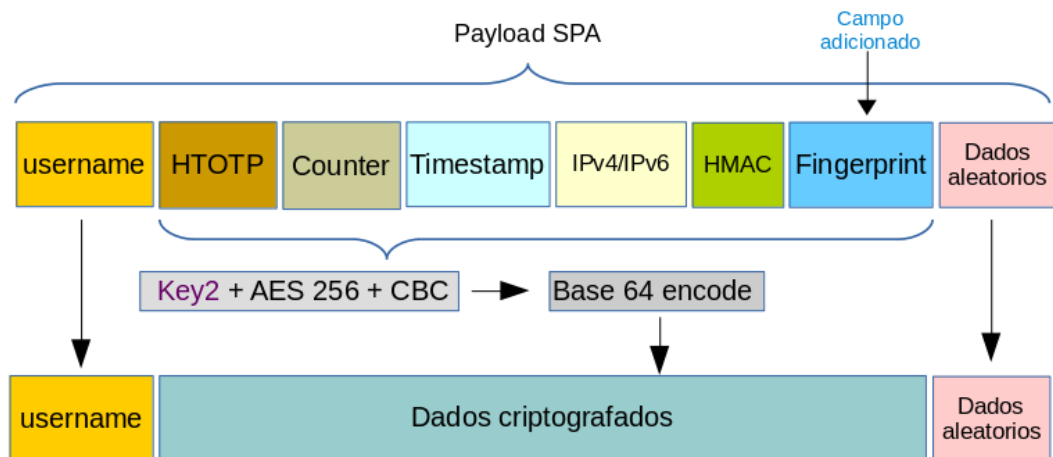 Campo
adicionado
Payload SPA
username
HTOTP
Counter
Timestamp
IPv4/IPv6
HMAC
Fingerprint
Dados
aleatorios
Key2 + AES 256 + CBC
Base 64 encode
username
Dados criptografados
Dados
aleatorios